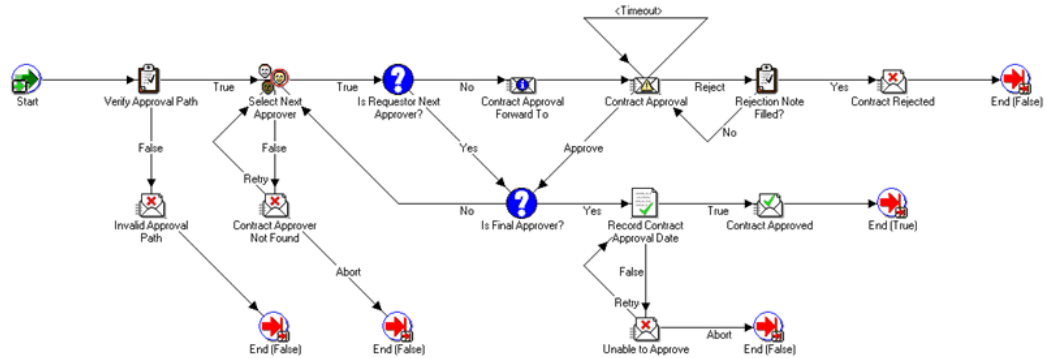 <Timeout>
Start
True
Verify Approval Path
True
Select Next
Approver
True
Is Requestor Next
Approver?
No
Contract Approval
Forward To
Contract Approval
Reject
Rejection Note
Filled?
Yes
Contract Rejected
End (False)
No
False
False
Yes
Approve
Retry
Invalid Approval
Path
Contract Approver
Not Found
No
Is Final Approver?
Yes
Record Contract
Approval Date
True
Contract Approved
End (True)
Abort
False
Retry
End (False)
End (False)
Unable to Approve
Abort
End (False)